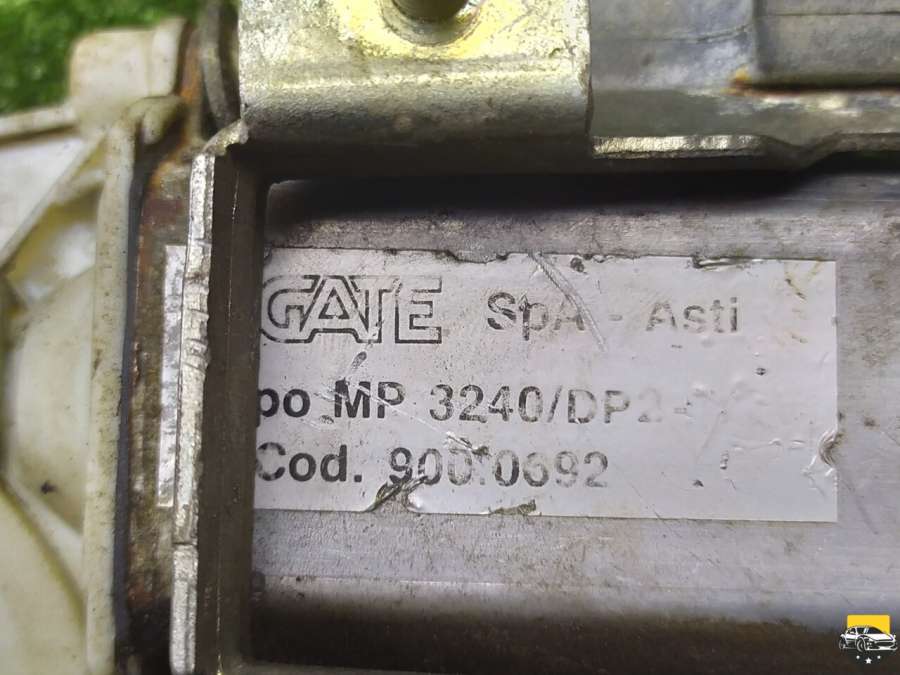 GATE SpA - Asti
po MP 3240/DP2-
Cod. 900.0692